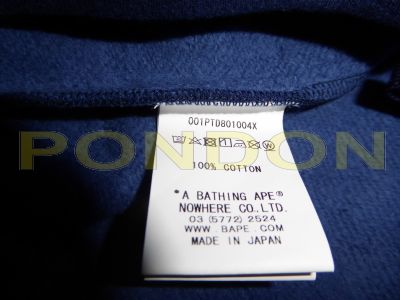 001PTD801004X
PONDON
100% COTTON
*A BATHING APE®
NOWHERE CO.,LTD.
03 (5772) 2524
WWW.BAPE.COM
MADE IN JAPAN